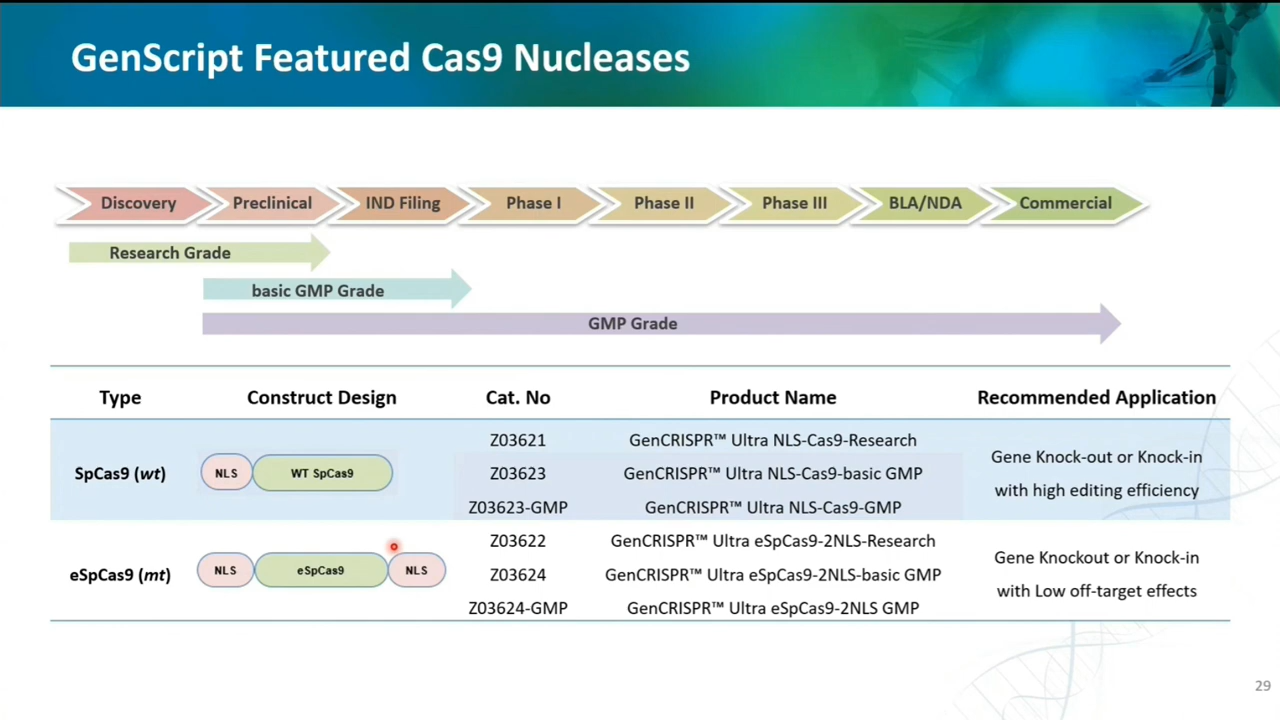 GenScript Featured Cas9 Nucleases
Discovery
Preclinical
IND Filing
Phase I
Phase II
Phase III
BLA/NDA
Commercial
Research Grade
basic GMP Grade
GMP Grade
Type
Construct Design
Cat. No
Product Name
Recommended Application
SpCas9 (wt)
NLS
WT SpCas9
Z03621
GenCRISPR™ Ultra NLS-Cas9-Research
Z03623
GenCRISPR™ Ultra NLS-Cas9-basic GMP
Z03623-GMP
GenCRISPR™ Ultra NLS-Cas9-GMP
Gene Knock-out or Knock-in
with high editing efficiency
eSpCas9 (mt)
NLS
eSpCas9
NLS
Z03622
GenCRISPR™ Ultra eSpCas9-2NLS-Research
Z03624
GenCRISPR™ Ultra eSpCas9-2NLS-basic GMP
Z03624-GMP
GenCRISPR™ Ultra eSpCas9-2NLS GMP
Gene Knockout or Knock-in
with Low off-target effects
29